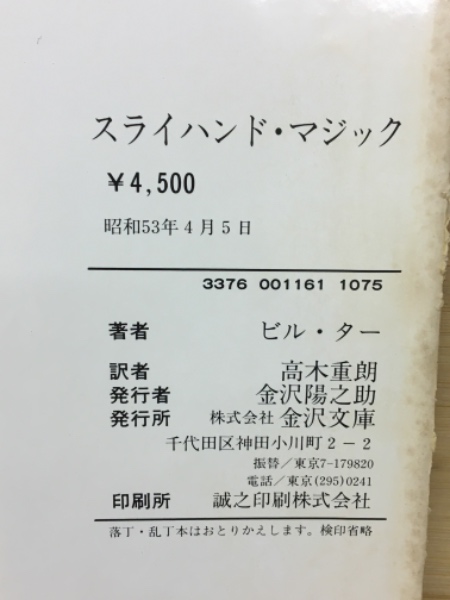 スライハンド・マジック
￥4,500
昭和53年4月5日
3376 001161 1075
著者 ビル・ター
訳者 高木重朗
発行者 金沢陽之助
発行所 株式会社 金沢文庫
千代田区神田小川町2－2
振替／東京7-179820
電話／東京(295)0241
印刷所 誠之印刷株式会社
落丁・乱丁本はおとりかえします。検印省略